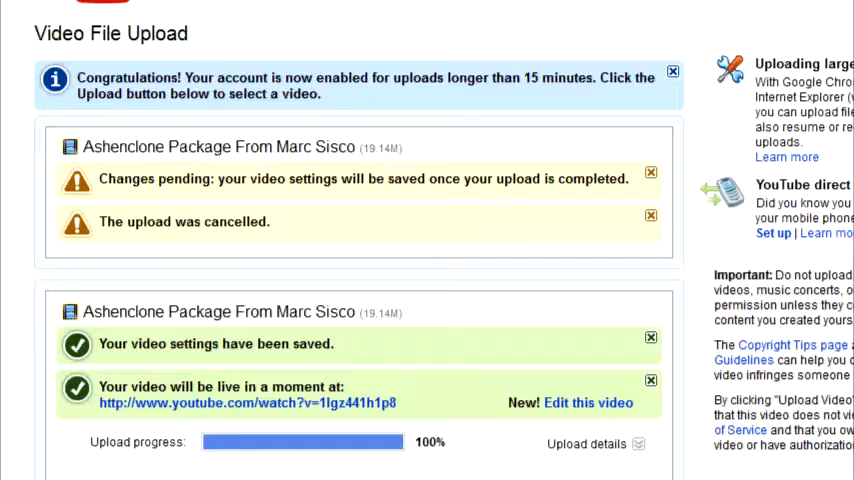 Video File Upload
Congratulations! Your account is now enabled for uploads longer than 15 minutes. Click the
Upload button below to select a video.
Ashenclone Package From Marc Sisco (19.14M)
Changes pending: your video settings will be saved once your upload is completed.
The upload was cancelled.
Ashenclone Package From Marc Sisco (19.14M)
Your video settings have been saved.
Your video will be live in a moment at:
http://www.youtube.com/watch?v=1lgz441h1p8 New! Edit this video
Upload progress: 100% Upload details
Uploading large
With Google Chro
Internet Explorer (v
you can upload file
also resume or re
uploads.
Learn more
YouTube direct
Did you know you
your mobile phone
Set up | Learn mo
Important: Do not upload
videos, music concerts, o
permission unless they c
content you created yours
The Copyright Tips page a
Guidelines can help you d
video infringes someone
By clicking "Upload Video"
that this video does not vi
of Service and that you ow
video or have authorizatio